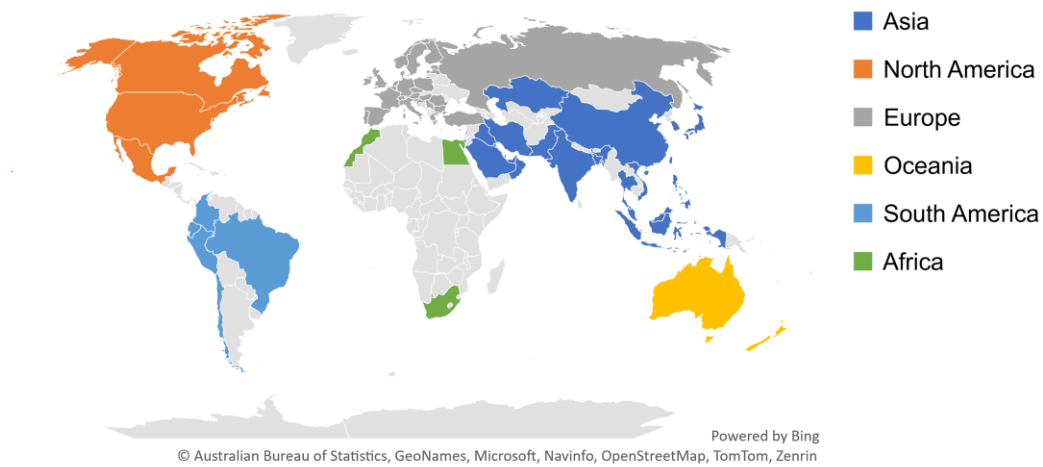 Asia
North America
Europe
Oceania
South America
Africa
Powered by Bing
© Australian Bureau of Statistics, GeoNames, Microsoft, Navinfo, OpenStreetMap, TomTom, Zenrin